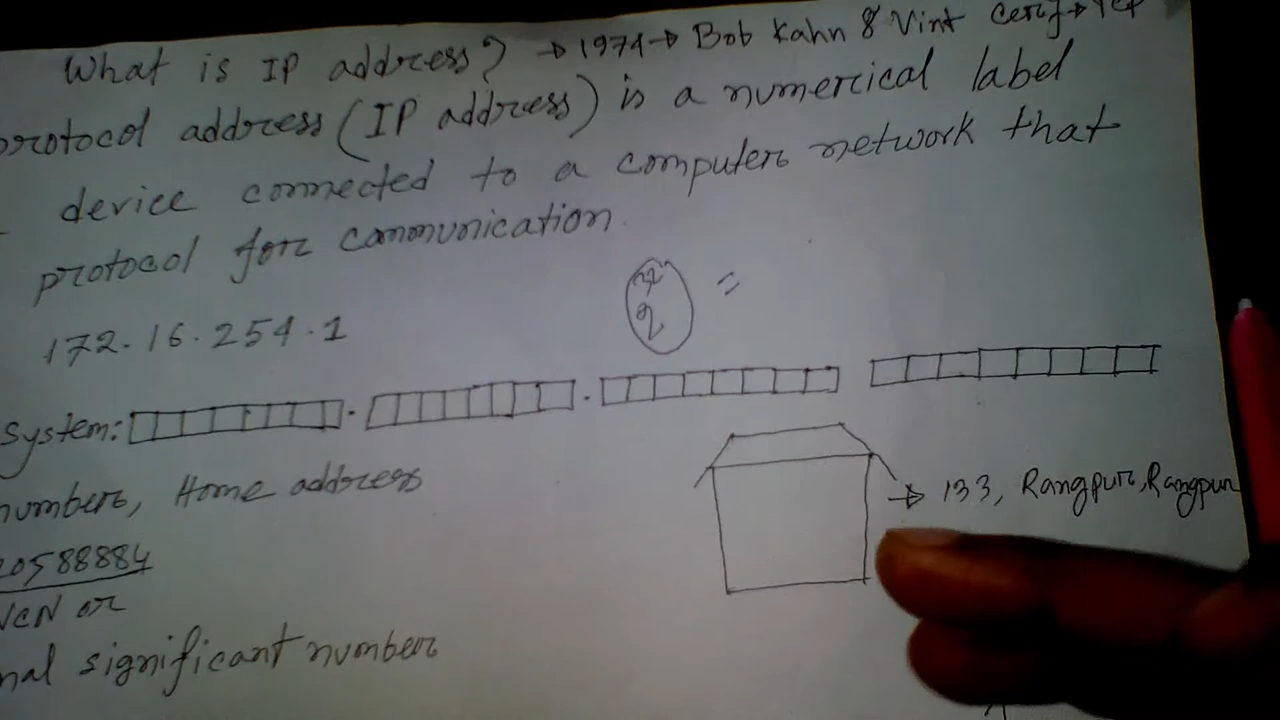 What is IP address? → 1974 → Bob Kahn & Vint Cerf → TCP
protocol address (IP address) is a numerical label
device connected to a computer network that
protocol for communication.
172.16.254.1
System:
numbers, Home address
→ 133, Rangpur, Rangpur
20588884
or
nal significant number